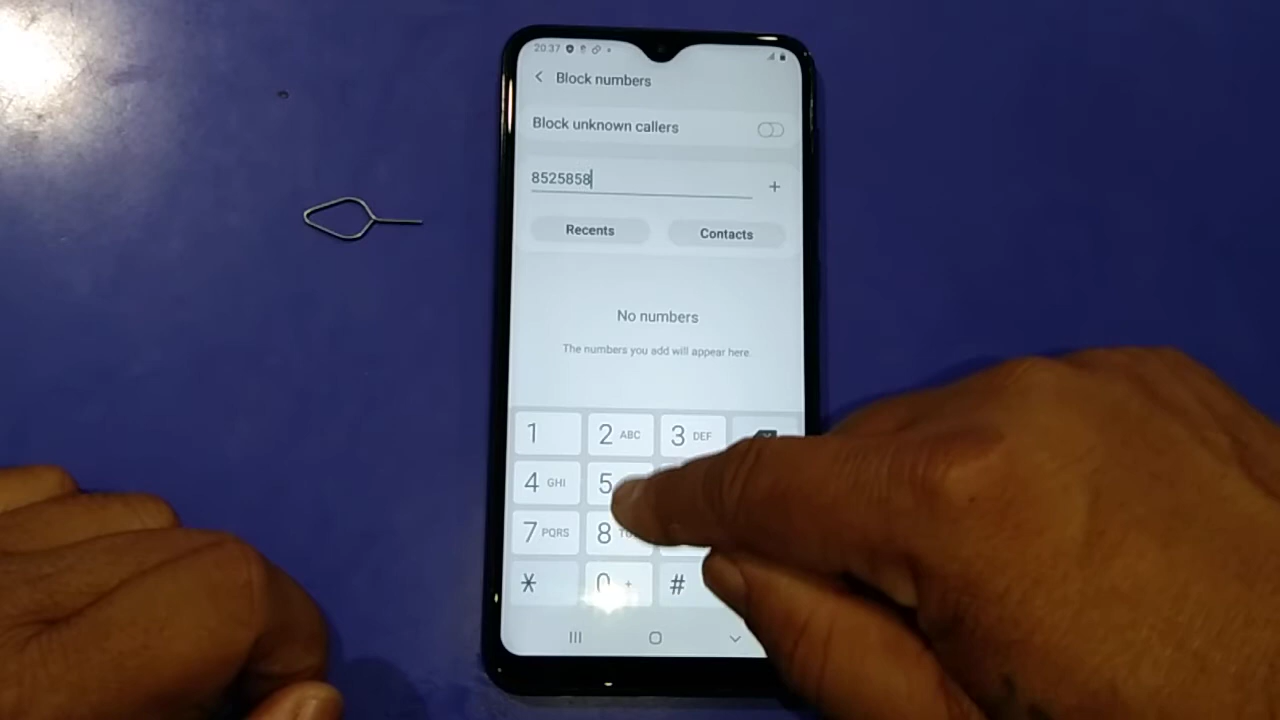 20:37
Block numbers
Block unknown callers
8525858
+
Recents
Contacts
No numbers
The numbers you add will appear here.
1
2 ABC
3 DEF
4 GHI
5
7 PQRS
8
*
0 +
#